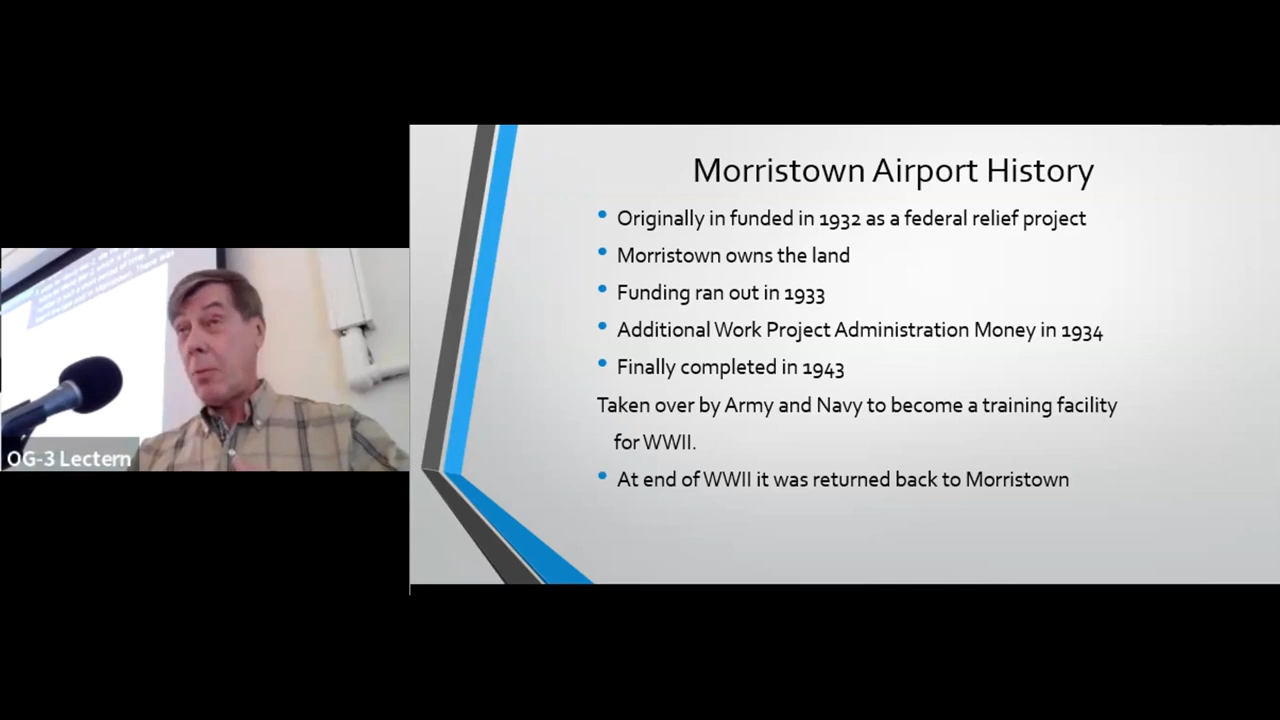 Morristown Airport History
Originally in funded in 1932 as a federal relief project
Morristown owns the land
Funding ran out in 1933
Additional Work Project Administration Money in 1934
Finally completed in 1943
Taken over by Army and Navy to become a training facility
for WWII.
At end of WWII it was returned back to Morristown
OG-3 Lectern